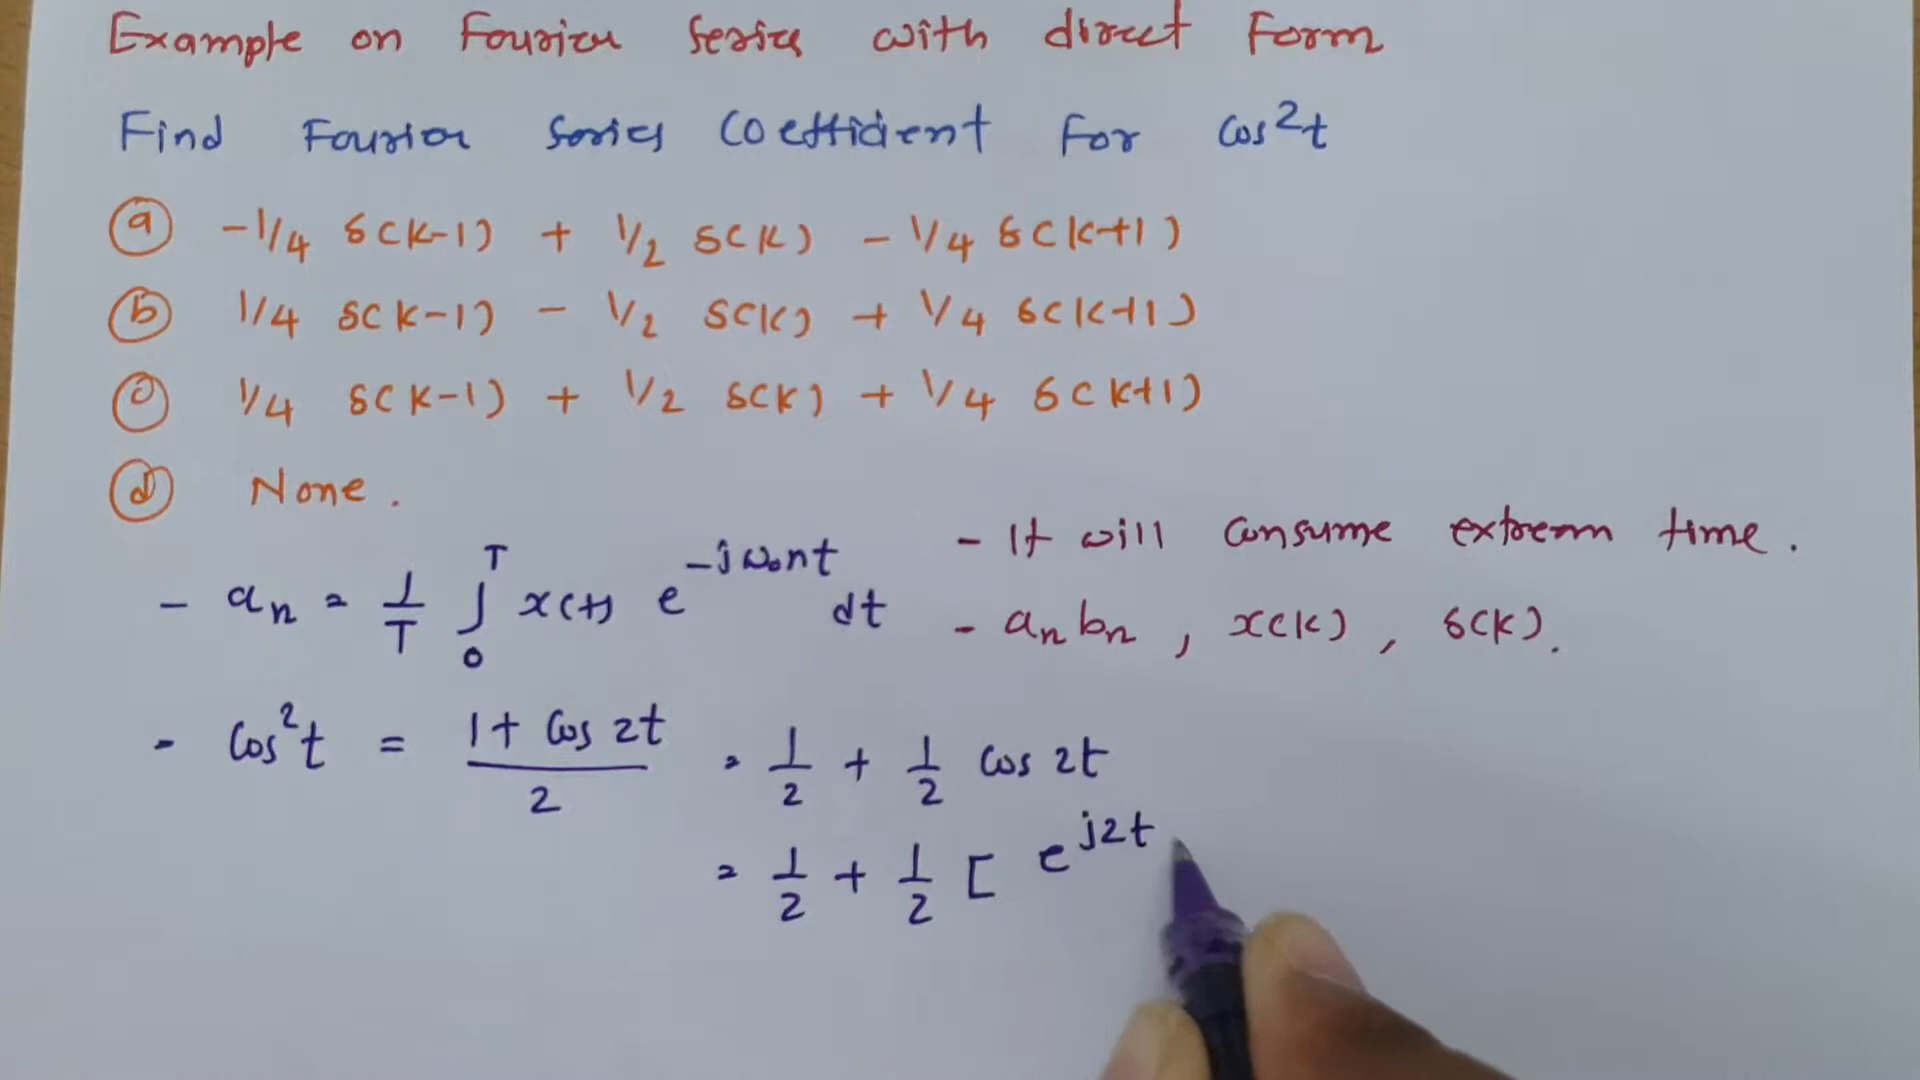 Example on Fourier Series with direct Form
Find Fourier Series Coefficient For Cos²t
(a) -1/4 δ(K-1) + 1/2 δ(K) - 1/4 δ(K+1)
(b) 1/4 δ(K-1) - 1/2 δ(K) + 1/4 δ(K+1)
(c) 1/4 δ(K-1) + 1/2 δ(K) + 1/4 δ(K+1)
(d) None.
- aₙ = 1/T ∫₀ᵀ x(t) e^(-jω₀nt) dt
- It will consume extreem time.
- aₙ bₙ, x(k), δ(k).
- Cos²t = (1 + Cos 2t)/2 = 1/2 + 1/2 Cos 2t
= 1/2 + 1/2 [ e^(j2t)